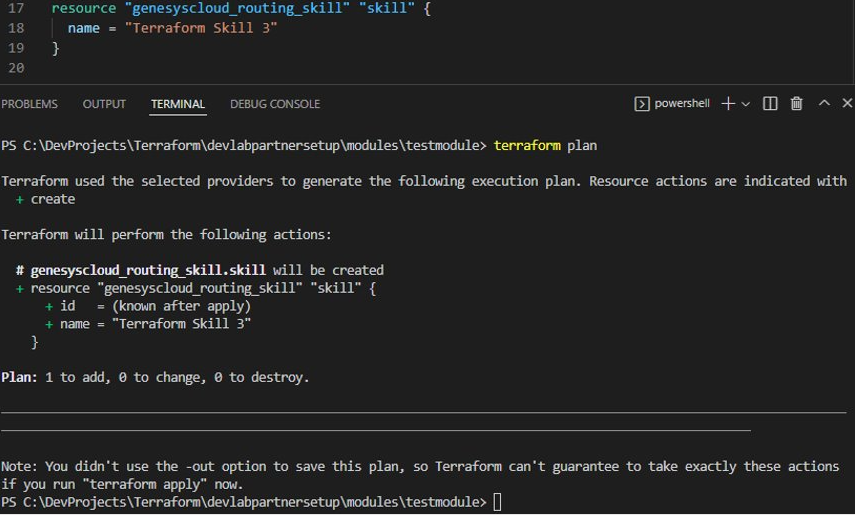 17 resource "genesyscloud_routing_skill" "skill" {
18 name = "Terraform Skill 3"
19 }
20
PROBLEMS OUTPUT TERMINAL DEBUG CONSOLE powershell
PS C:\DevProjects\Terraform\devlabpartnersetup\modules\testmodule> terraform plan
Terraform used the selected providers to generate the following execution plan. Resource actions are indicated with
+ create
Terraform will perform the following actions:
# genesyscloud_routing_skill.skill will be created
+ resource "genesyscloud_routing_skill" "skill" {
+ id = (known after apply)
+ name = "Terraform Skill 3"
}
Plan: 1 to add, 0 to change, 0 to destroy.
Note: You didn't use the -out option to save this plan, so Terraform can't guarantee to take exactly these actions
if you run "terraform apply" now.
PS C:\DevProjects\Terraform\devlabpartnersetup\modules\testmodule>